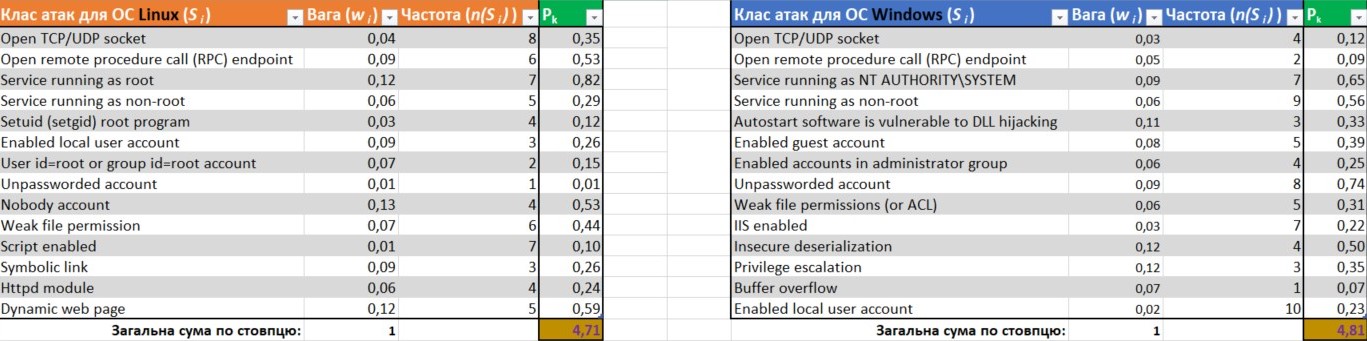 Клас атак для ОС Linux (S i) Вага (w i) Частота (n(S i)) Pk
Open TCP/UDP socket 0,04 8 0,35
Open remote procedure call (RPC) endpoint 0,09 6 0,53
Service running as root 0,12 7 0,82
Service running as non-root 0,06 5 0,29
Setuid (setgid) root program 0,03 4 0,12
Enabled local user account 0,09 3 0,26
User id=root or group id=root account 0,07 2 0,15
Unpassworded account 0,01 1 0,01
Nobody account 0,13 4 0,53
Weak file permission 0,07 6 0,44
Script enabled 0,01 7 0,10
Symbolic link 0,09 3 0,26
Httpd module 0,06 4 0,24
Dynamic web page 0,12 5 0,59
Загальна сума по стовпцю: 1 4,71
Клас атак для ОС Windows (S i) Вага (w i) Частота (n(S i)) Pk
Open TCP/UDP socket 0,03 4 0,12
Open remote procedure call (RPC) endpoint 0,05 2 0,09
Service running as NT AUTHORITY\SYSTEM 0,09 7 0,65
Service running as non-root 0,06 9 0,56
Autostart software is vulnerable to DLL hijacking 0,11 3 0,33
Enabled guest account 0,08 5 0,39
Enabled accounts in administrator group 0,06 4 0,25
Unpassworded account 0,09 8 0,74
Weak file permissions (or ACL) 0,06 5 0,31
IIS enabled 0,03 7 0,22
Insecure deserialization 0,12 4 0,50
Privilege escalation 0,12 3 0,35
Buffer overflow 0,07 1 0,07
Enabled local user account 0,02 10 0,23
Загальна сума по стовпцю: 1 4,81